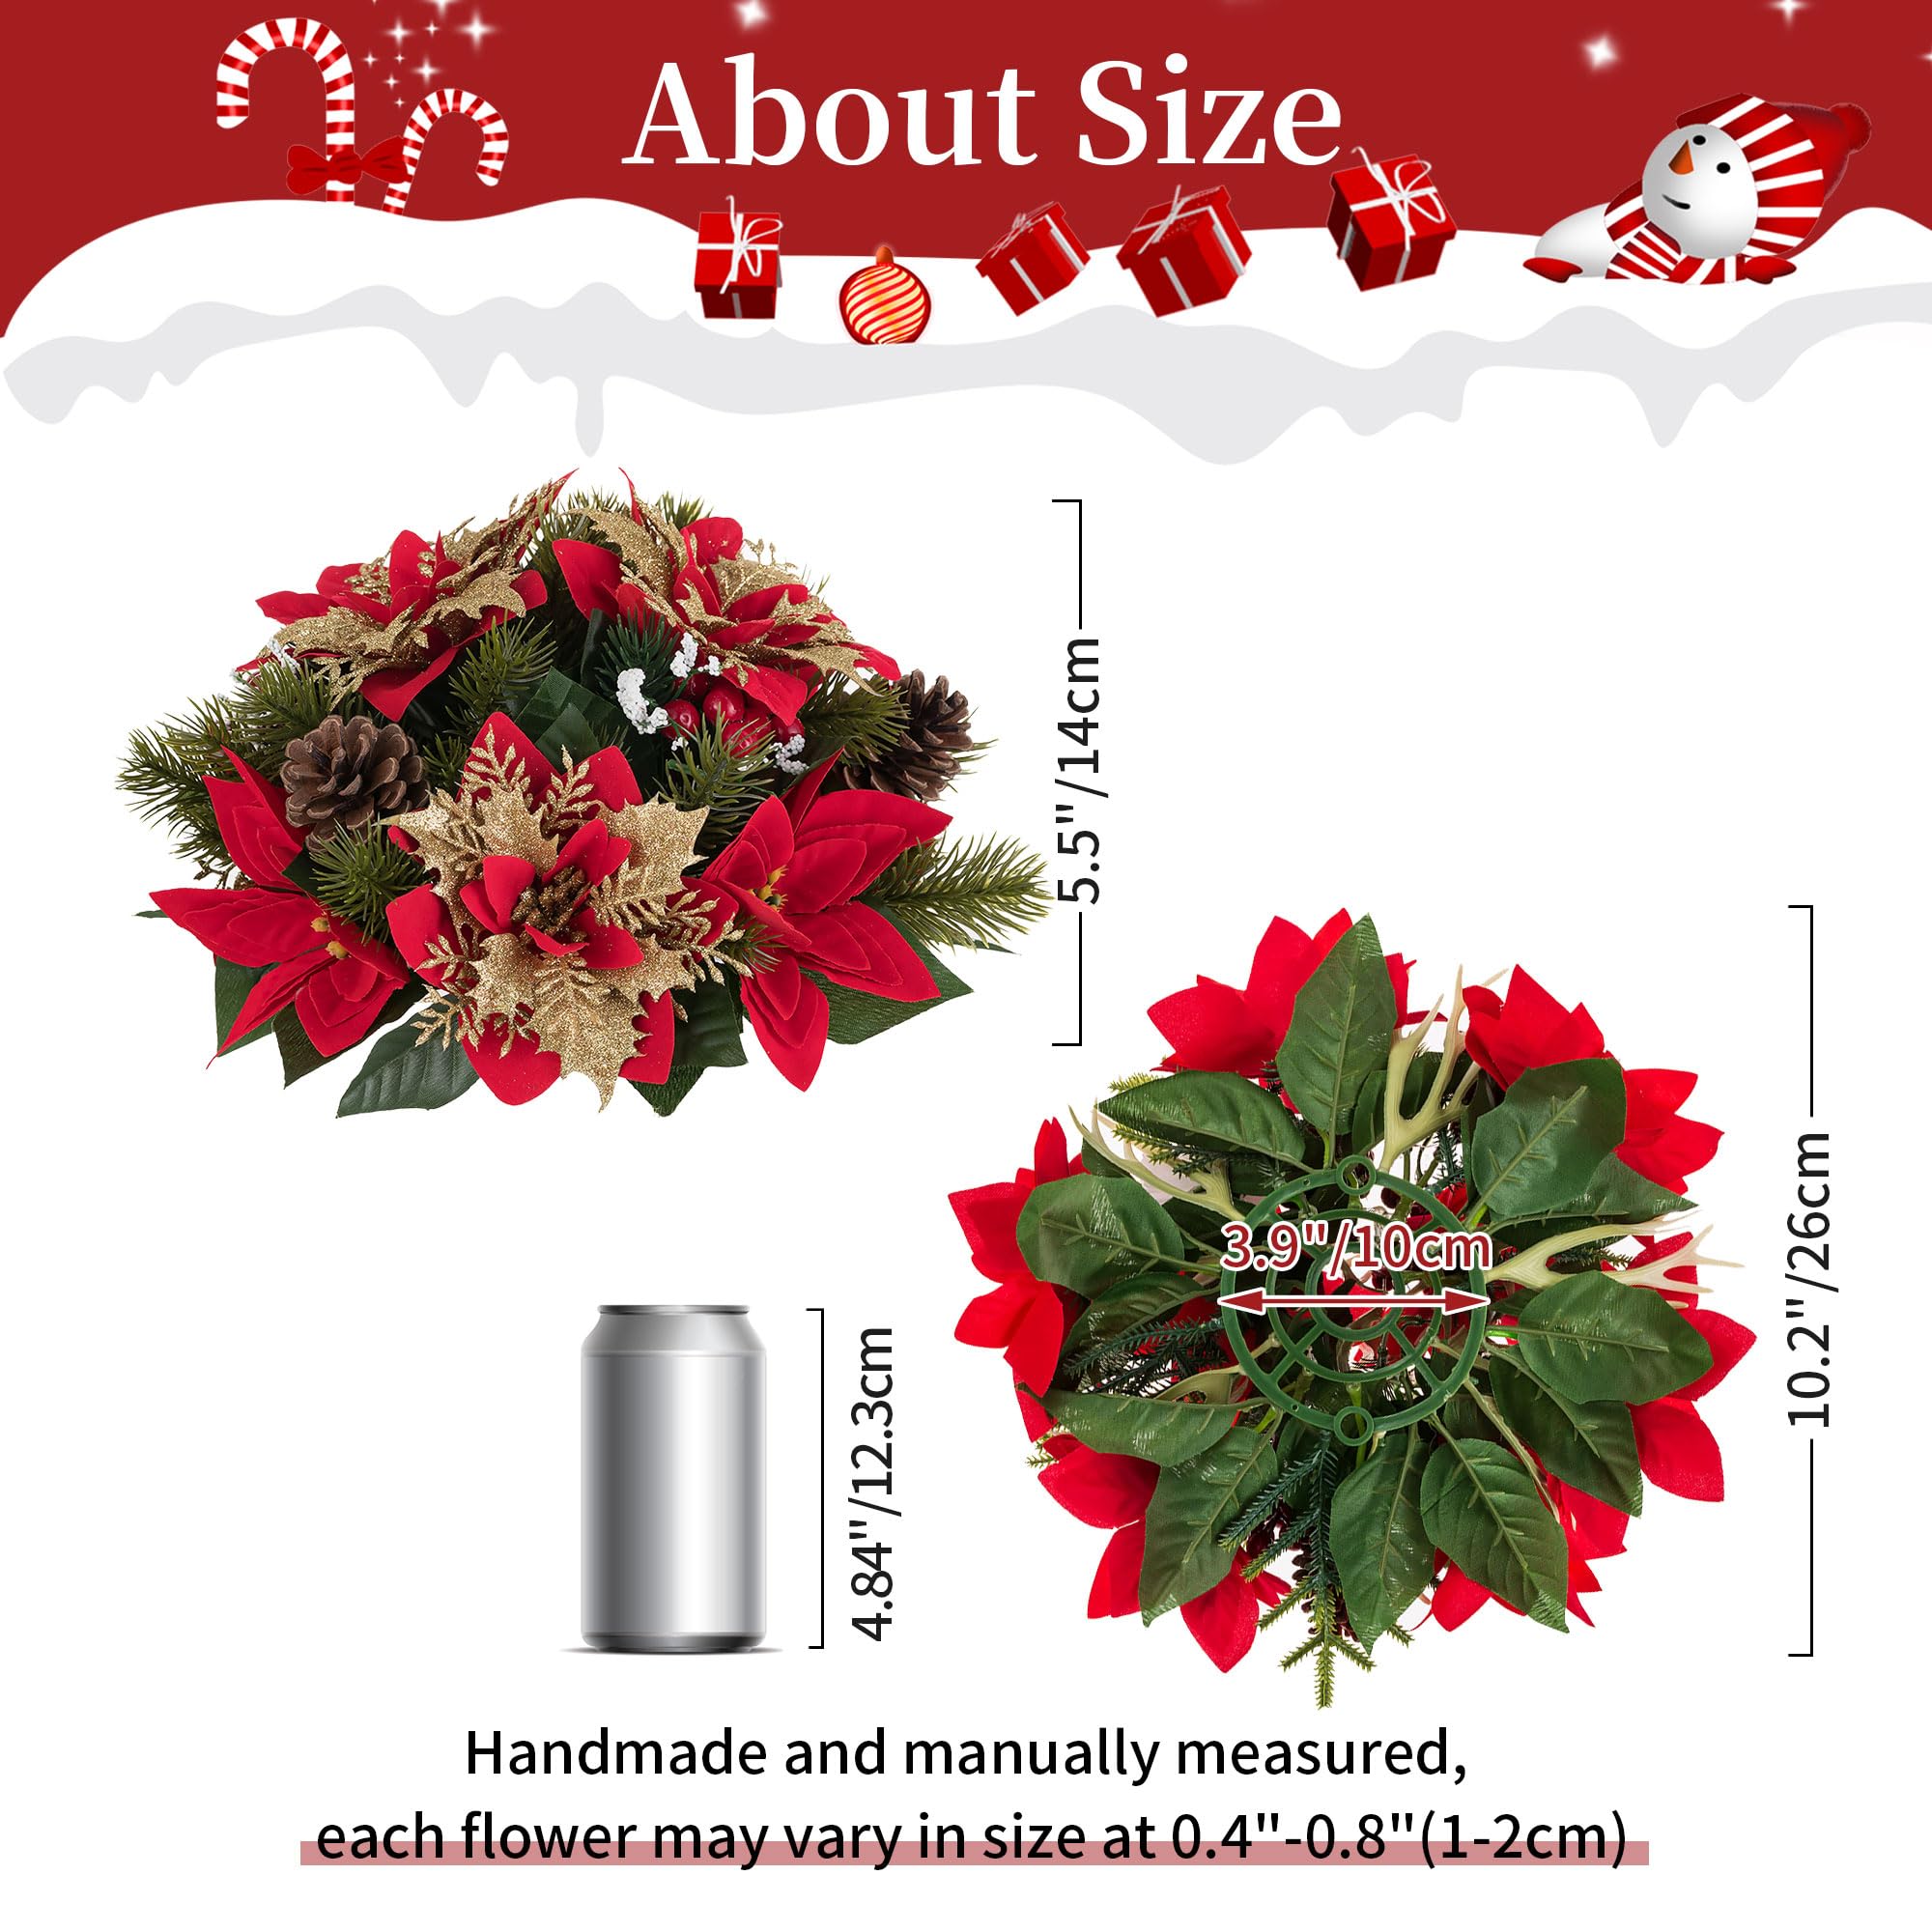 About Size
5.5"/14cm
3.9"/10cm
10.2"/26cm
4.84"/12.3cm
Handmade and manually measured,
each flower may vary in size at 0.4"-0.8"(1-2cm)